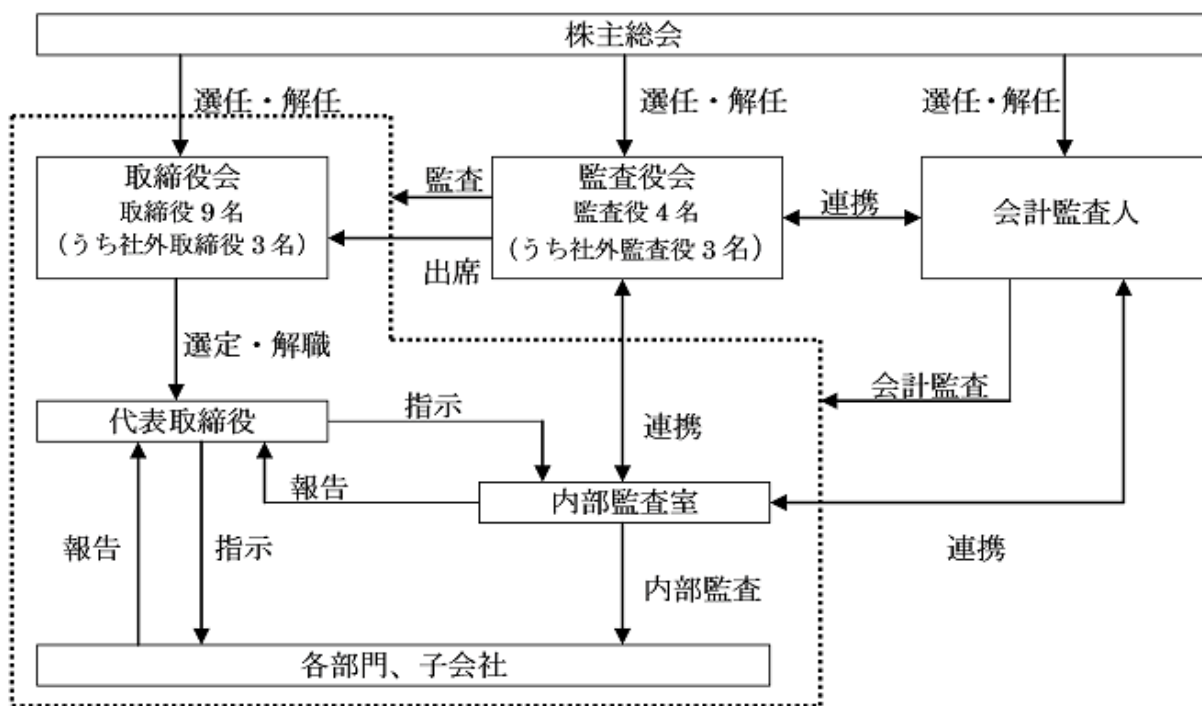 株主総会
選任・解任
選任・解任
選任・解任
取締役会
取締役9名
(うち社外取締役3名)
監査
出席
監査役会
監査役4名
(うち社外監査役3名)
連携
会計監査人
選定・解職
会計監査
代表取締役
指示
連携
報告
内部監査室
報告
指示
連携
内部監査
各部門、子会社